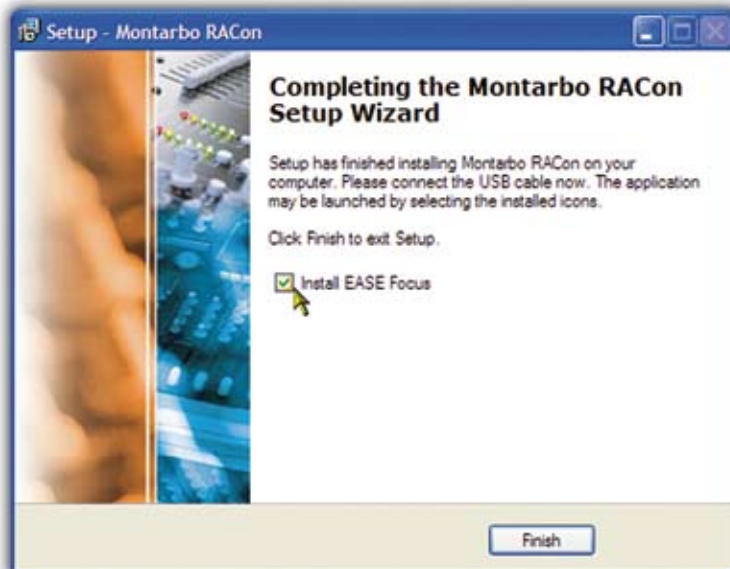 Setup - Montarbo RACon
Completing the Montarbo RACon
Setup Wizard
Setup has finished installing Montarbo RACon on your
computer. Please connect the USB cable now. The application
may be launched by selecting the installed icons.
Click Finish to exit Setup.
Install EASE Focus
Finish